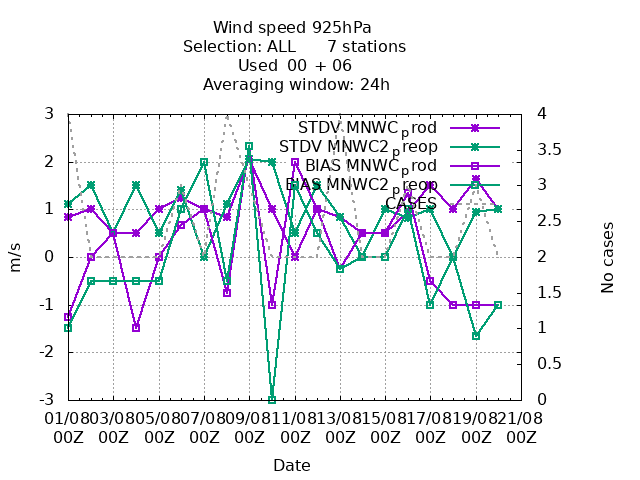 Wind speed 925hPa
Selection: ALL 7 stations
Used 00 + 06
Averaging window: 24h
3 2 1 0 -1 -2 -3
m/s
4 3.5 3 2.5 2 1.5 1 0.5 0
No cases
STDV MNWC_prod
STDV MNWC2_preop
BIAS MNWC_prod
BIAS MNWC2_preop
CASES
01/08 03/08 05/08 07/08 09/08 11/08 13/08 15/08 17/08 19/08 21/08
00Z 00Z 00Z 00Z 00Z 00Z 00Z 00Z 00Z 00Z 00Z
Date